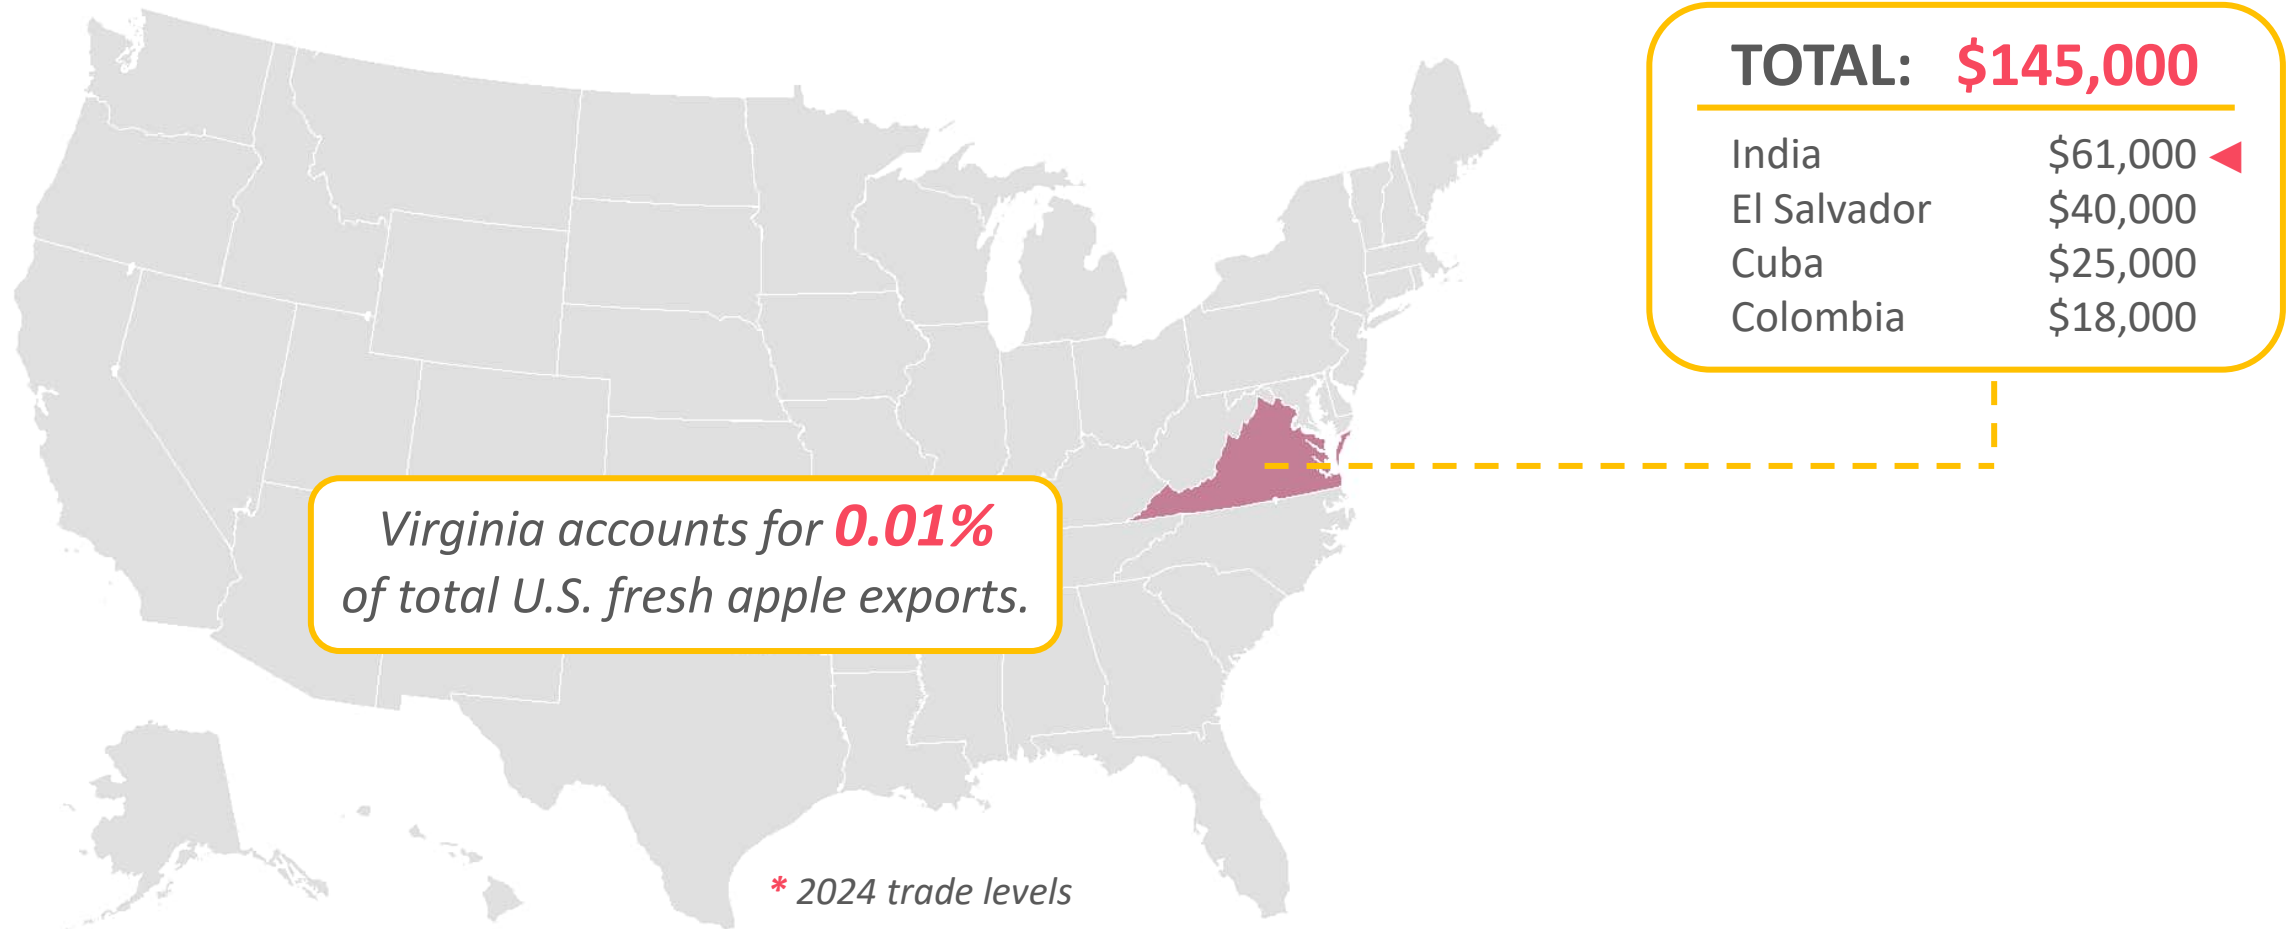 TOTAL: $145,000
India $61,000
El Salvador $40,000
Cuba $25,000
Colombia $18,000
Virginia accounts for 0.01%
of total U.S. fresh apple exports.
* 2024 trade levels